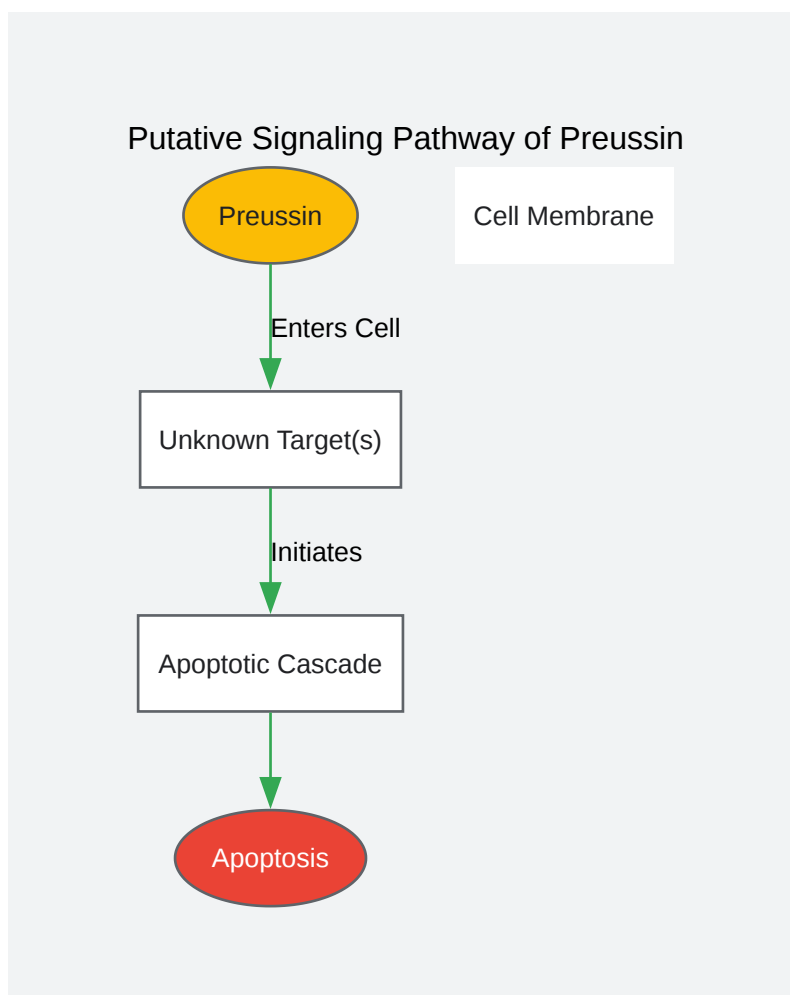 Putative Signaling Pathway of Preussin
Preussin
Cell Membrane
Enters Cell
Unknown Target(s)
Initiates
Apoptotic Cascade
Apoptosis